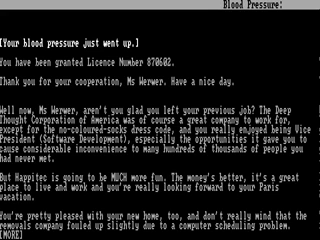 Blood Pressure:
[Your blood pressure just went up.]
You have been granted Licence Number 870602.
Thank you for your cooperation, Ms Werwer. Have a nice day.
Well now, Ms Werwer, aren't you glad you left your previous job? The Deep
Thought Corporation of America was of course a great company to work for,
except for the no-coloured-socks dress code, and you really enjoyed being Vice
President (Software Development), especially the opportunities it gave you to
cause considerable inconvenience to many hundreds of thousands of people you
had never met.
But Happitec is going to be MUCH more fun. The money's better, it's a great
place to live and work and you're really looking forward to your Paris
vacation.
You're pretty pleased with your new home, too, and don't really mind that the
removals company fouled up slightly due to a computer scheduling problem.
[MORE]